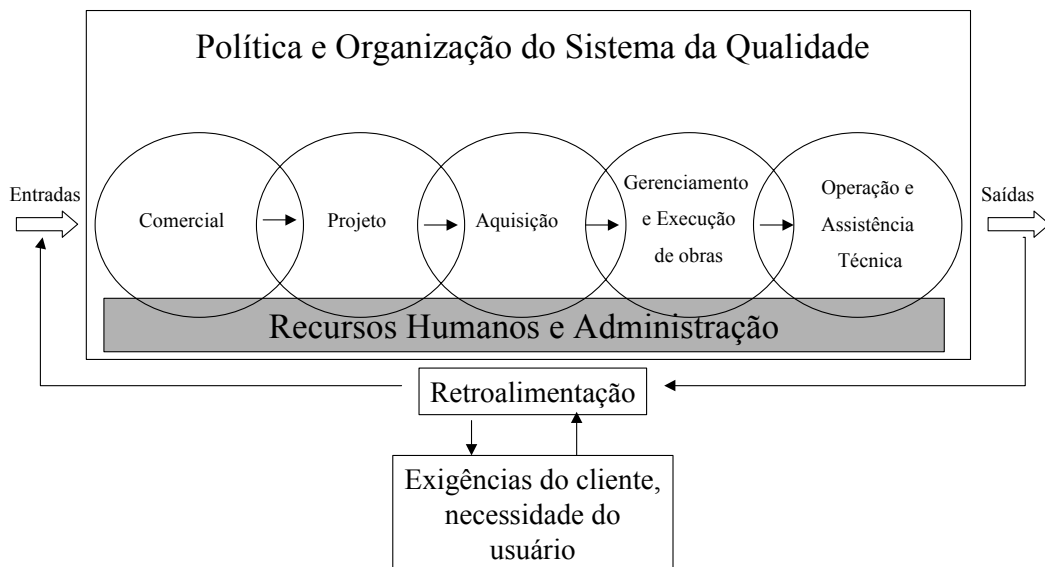 Política e Organização do Sistema da Qualidade
Entradas
Comercial
Projeto
Aquisição
Gerenciamento
e Execução
de obras
Operação e
Assistência
Técnica
Saídas
Recursos Humanos e Administração
Retroalimentação
Exigências do cliente,
necessidade do
usuário